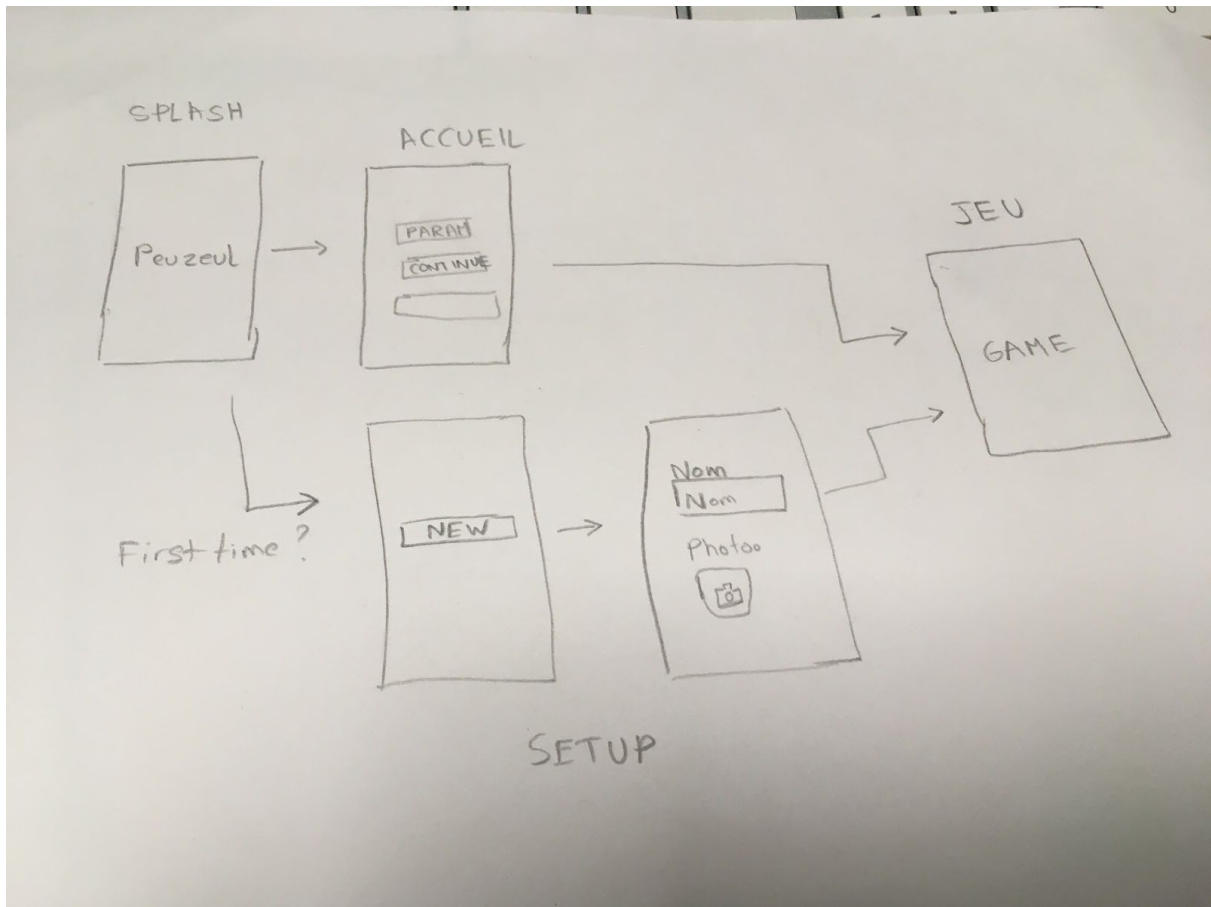 SPLASH
ACCUEIL
JEU
Peuzeul
PARAM
CONTINUE
GAME
First time?
NEW
Nom
Nom
Photoo
SETUP